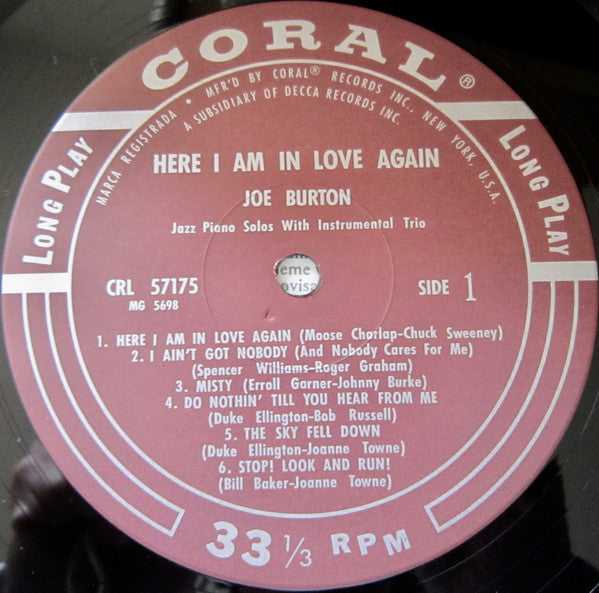 CORAL®
MARCA REGISTRADA • MFR'D BY CORAL® RECORDS INC., NEW YORK, U.S.A.
A SUBSIDIARY OF DECCA RECORDS INC.
LONG PLAY
LONG PLAY
HERE I AM IN LOVE AGAIN
JOE BURTON
Jazz Piano Solos With Instrumental Trio
CRL 57175
MG 5698
SIDE 1
1. HERE I AM IN LOVE AGAIN (Moose Charlap-Chuck Sweeney)
2. I AIN'T GOT NOBODY (And Nobody Cares For Me)
(Spencer Williams-Roger Graham)
3. MISTY (Erroll Garner-Johnny Burke)
4. DO NOTHIN' TILL YOU HEAR FROM ME
(Duke Ellington-Bob Russell)
5. THE SKY FELL DOWN
(Duke Ellington-Joanne Towne)
6. STOP! LOOK AND RUN!
(Bill Baker-Joanne Towne)
33 1/3 RPM